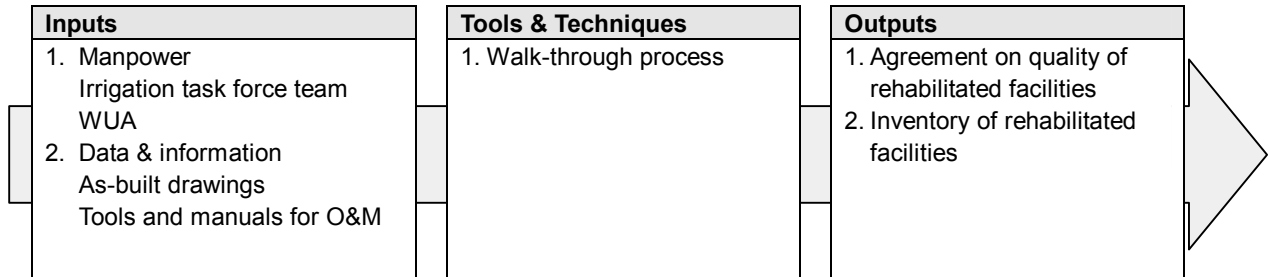 Inputs
1. Manpower
Irrigation task force team
WUA
2. Data & information
As-built drawings
Tools and manuals for O&M
Tools & Techniques
1. Walk-through process
Outputs
1. Agreement on quality of
rehabilitated facilities
2. Inventory of rehabilitated
facilities